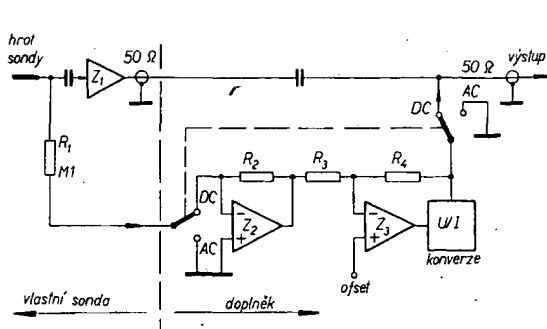 hrot
sondy
Z1
50 Ω
r
50 Ω
výstup
AC
DC
R1
M1
R2
R3
R4
DC
-
+
Z2
AC
-
+
Z3
U/I
konverze
ofset
vlastní sonda
doplněk